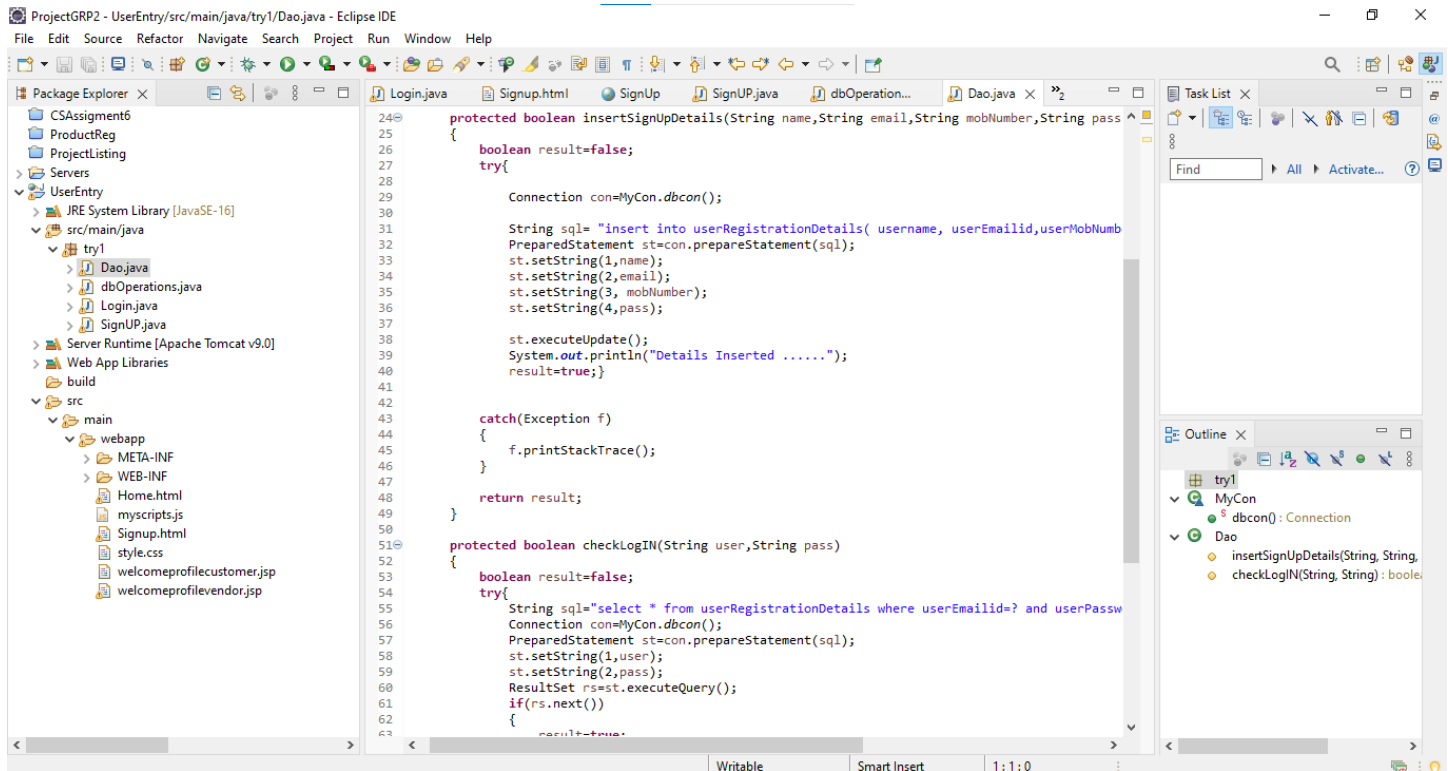 ProjectGRP2 - UserEntry/src/main/java/try1/Dao.java - Eclipse IDE
File Edit Source Refactor Navigate Search Project Run Window Help
Package Explorer
CSAssigment6
ProductReg
ProjectListing
Servers
UserEntry
JRE System Library [JavaSE-16]
src/main/java
try1
Dao.java
dbOperations.java
Login.java
SignUP.java
Server Runtime [Apache Tomcat v9.0]
Web App Libraries
build
src
main
webapp
META-INF
WEB-INF
Home.html
myscripts.js
Signup.html
style.css
welcomeprofilecustomer.jsp
welcomeprofilevendor.jsp
Login.java Signup.html SignUp SignUP.java dbOperation... Dao.java »2
24 protected boolean insertSignUpDetails(String name,String email,String mobNumber,String pass
25 {
26 boolean result=false;
27 try{
28
29 Connection con=MyCon.dbcon();
30
31 String sql= "insert into userRegistrationDetails( username, userEmailid,userMobNumb
32 PreparedStatement st=con.prepareStatement(sql);
33 st.setString(1,name);
34 st.setString(2,email);
35 st.setString(3, mobNumber);
36 st.setString(4,pass);
37
38 st.executeUpdate();
39 System.out.println("Details Inserted ......");
40 result=true;}
41
42
43 catch(Exception f)
44 {
45 f.printStackTrace();
46 }
47
48 return result;
49 }
50
51 protected boolean checkLogIN(String user,String pass)
52 {
53 boolean result=false;
54 try{
55 String sql="select * from userRegistrationDetails where userEmailid=? and userPassw
56 Connection con=MyCon.dbcon();
57 PreparedStatement st=con.prepareStatement(sql);
58 st.setString(1,user);
59 st.setString(2,pass);
60 ResultSet rs=st.executeQuery();
61 if(rs.next())
62 {
63 result=true;
Task List
Find All Activate...
Outline
try1
MyCon
dbcon() : Connection
Dao
insertSignUpDetails(String, String,
checkLogIN(String, String) : boole
Writable Smart Insert 1 : 1 : 0